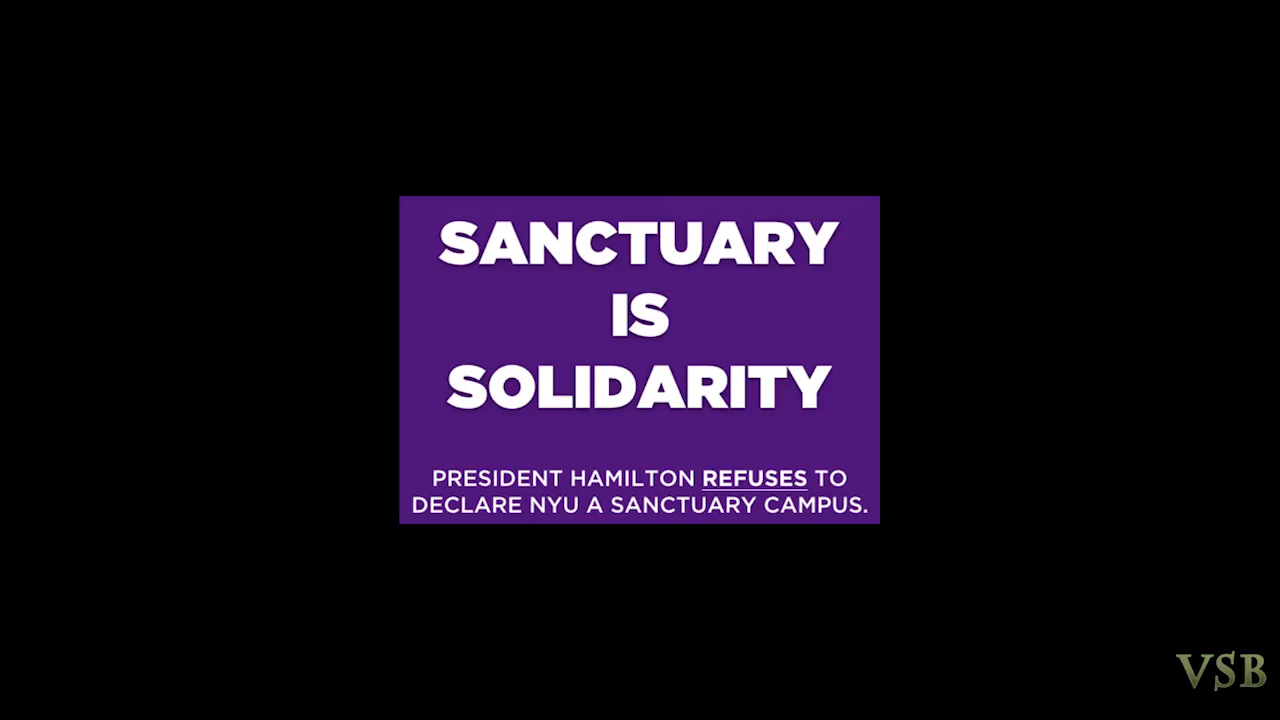 SANCTUARY
IS
SOLIDARITY
PRESIDENT HAMILTON REFUSES TO
DECLARE NYU A SANCTUARY CAMPUS.
VSB